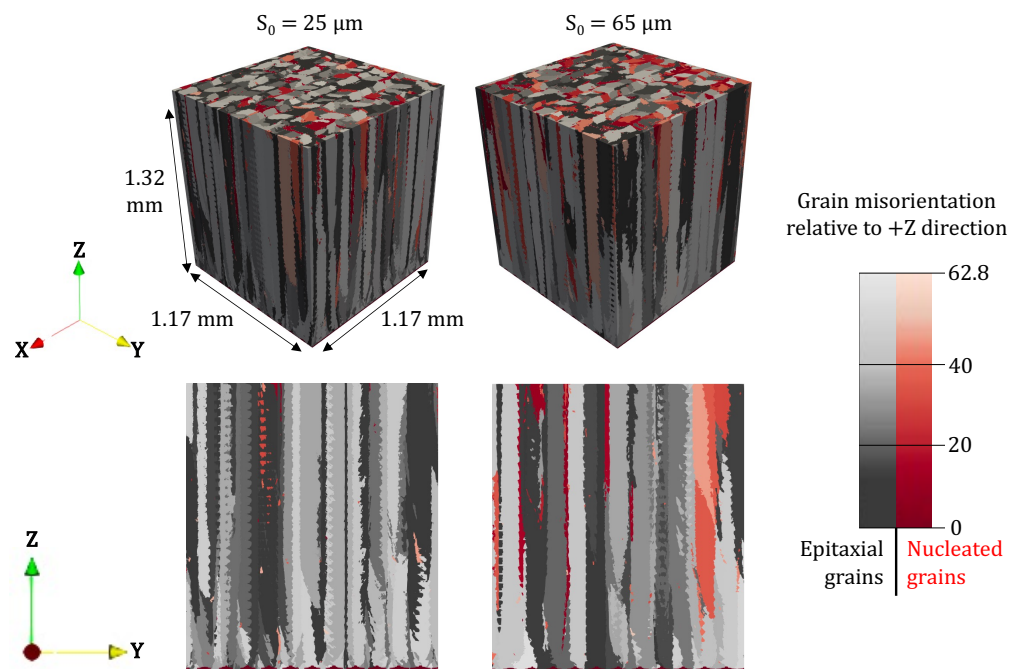 S₀ = 25 μm
S₀ = 65 μm
1.32
mm
1.17 mm
1.17 mm
Z
X
Y
Grain misorientation
relative to +Z direction
62.8
40
20
0
Epitaxial
grains
Nucleated
grains
Z
Y